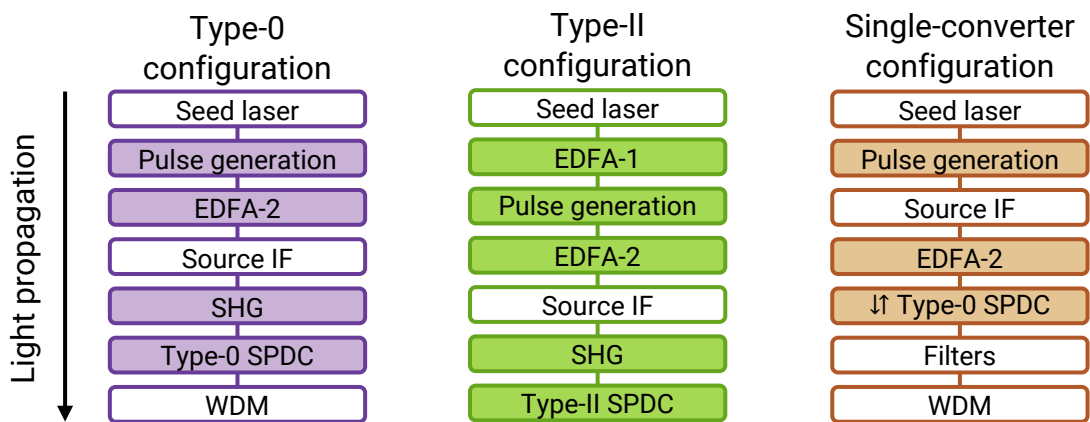 Type-0
configuration
Seed laser
Pulse generation
EDFA-2
Source IF
SHG
Type-0 SPDC
WDM
Type-II
configuration
Seed laser
EDFA-1
Pulse generation
EDFA-2
Source IF
SHG
Type-II SPDC
Single-converter
configuration
Seed laser
Pulse generation
Source IF
EDFA-2
↓↑ Type-0 SPDC
Filters
WDM
Light propagation